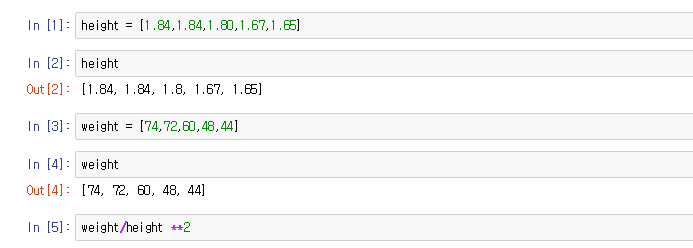 In [1]: height = [1.84,1.84,1.80,1.67,1.65]
In [2]: height
Out[2]: [1.84, 1.84, 1.8, 1.67, 1.65]
In [3]: weight = [74,72,60,48,44]
In [4]: weight
Out[4]: [74, 72, 60, 48, 44]
In [5]: weight/height **2